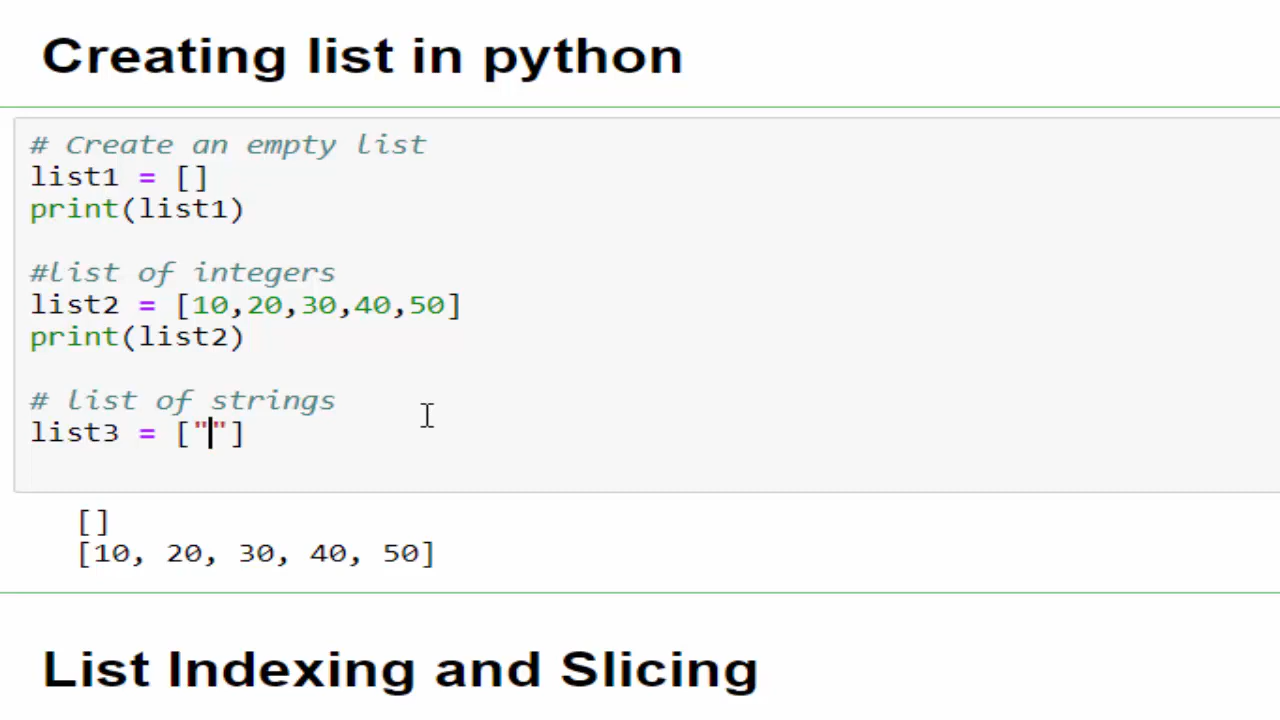 Creating list in python
# Create an empty list
list1 = []
print(list1)
#list of integers
list2 = [10,20,30,40,50]
print(list2)
# list of strings
list3 = [""]
[]
[10, 20, 30, 40, 50]
List Indexing and Slicing